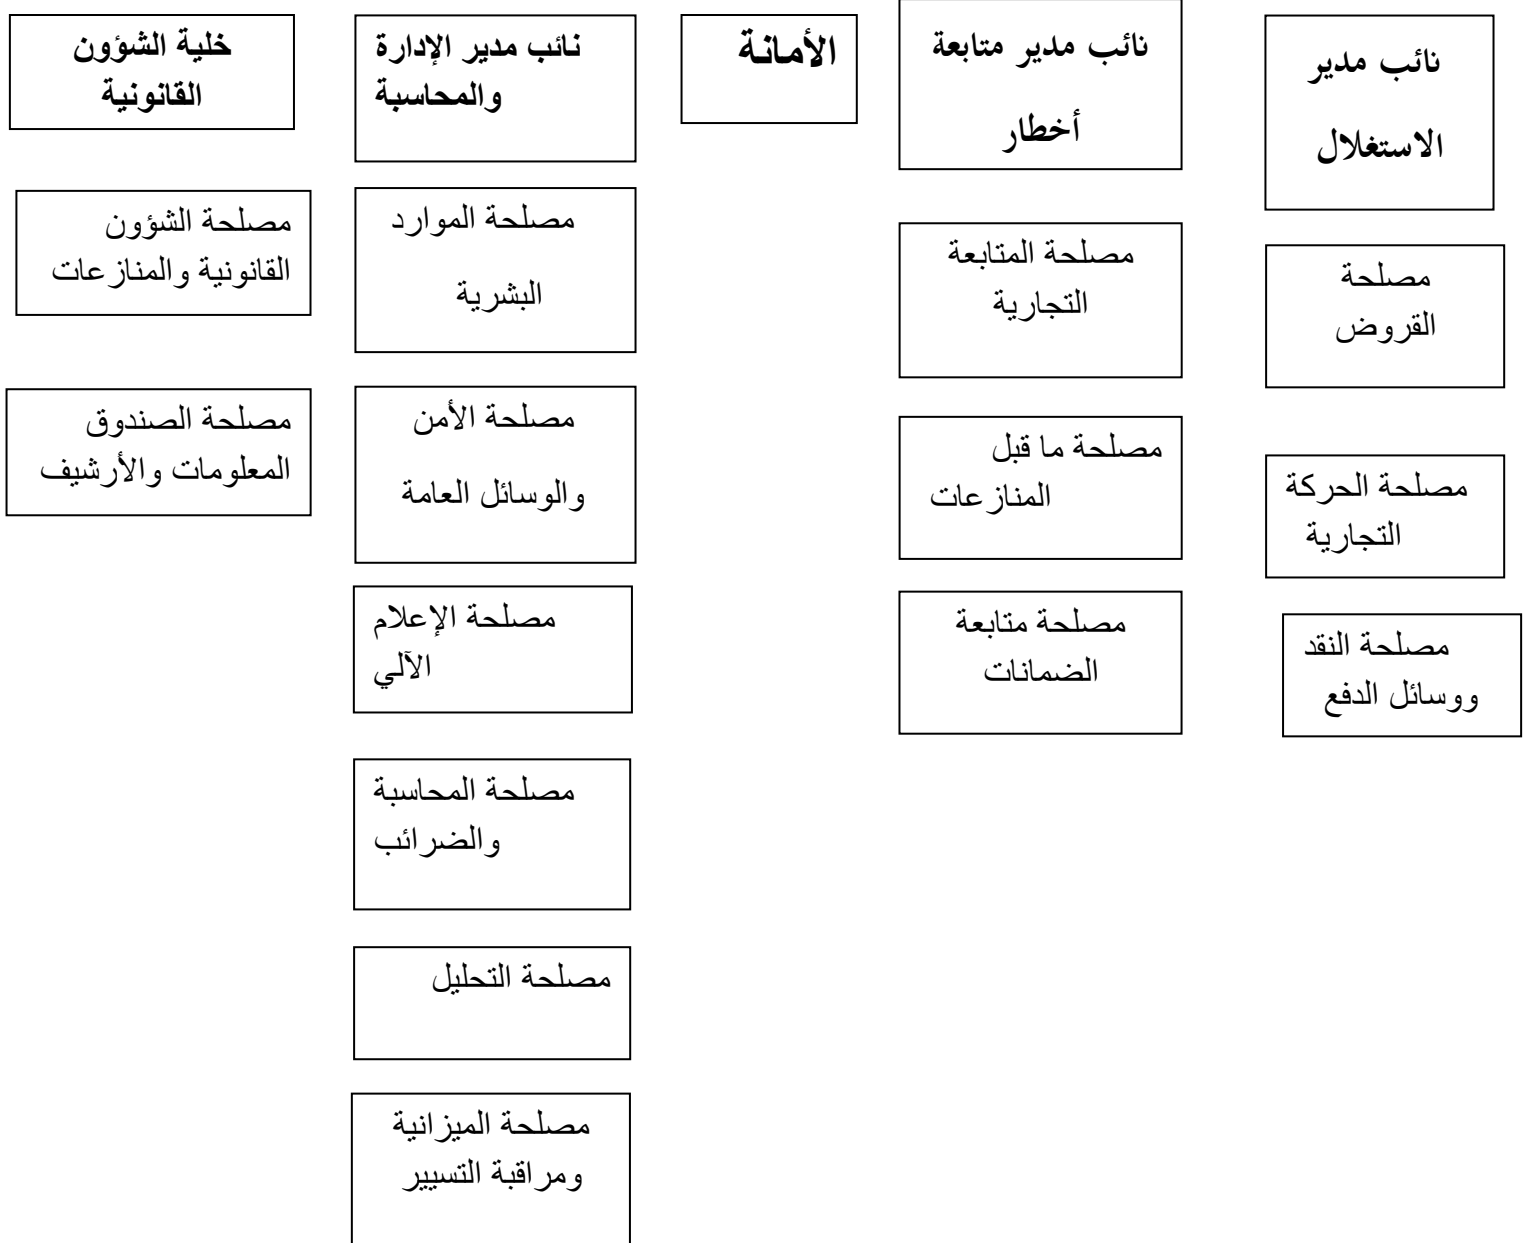 نائب مدير
الاستغلال
مصلحة
القروض
مصلحة الحركة
التجارية
مصلحة النقد
ووسائل الدفع
نائب مدير متابعة
أخطار
مصلحة المتابعة
التجارية
مصلحة ما قبل
المنازعات
مصلحة متابعة
الضمانات
الأمانة
نائب مدير الإدارة
والمحاسبة
مصلحة الموارد
البشرية
مصلحة الأمن
والوسائل العامة
مصلحة الإعلام
الآلي
مصلحة المحاسبة
والضرائب
مصلحة التحليل
مصلحة الميزانية
ومراقبة التسيير
خلية الشؤون
القانونية
مصلحة الشؤون
القانونية والمنازعات
مصلحة الصندوق
المعلومات والأرشيف